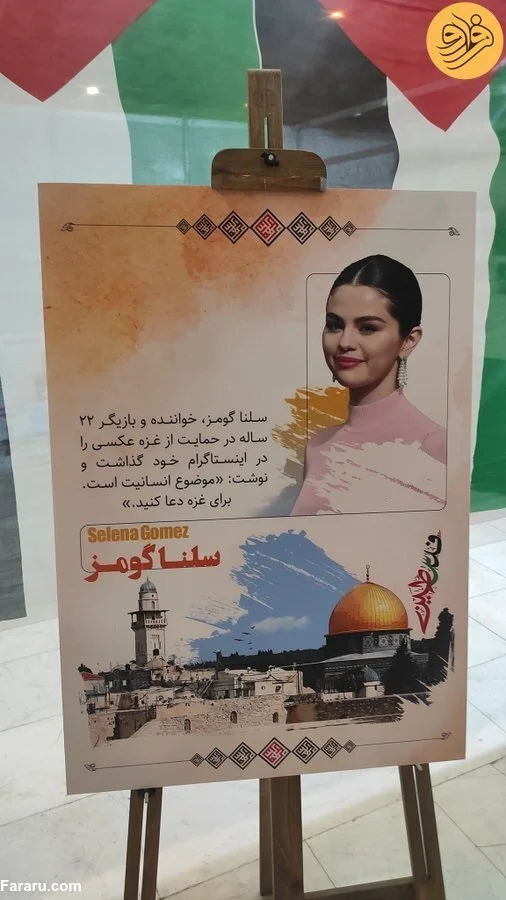 فرارو
سلنا گومز، خواننده و بازیگر ۲۲
ساله در حمایت از غزه عکسی را
در اینستاگرام خود گذاشت و
نوشت: «موضوع انسانیت است.
برای غزه دعا کنید.»
Selena Gomez
سلنا گومز
Fararu.com